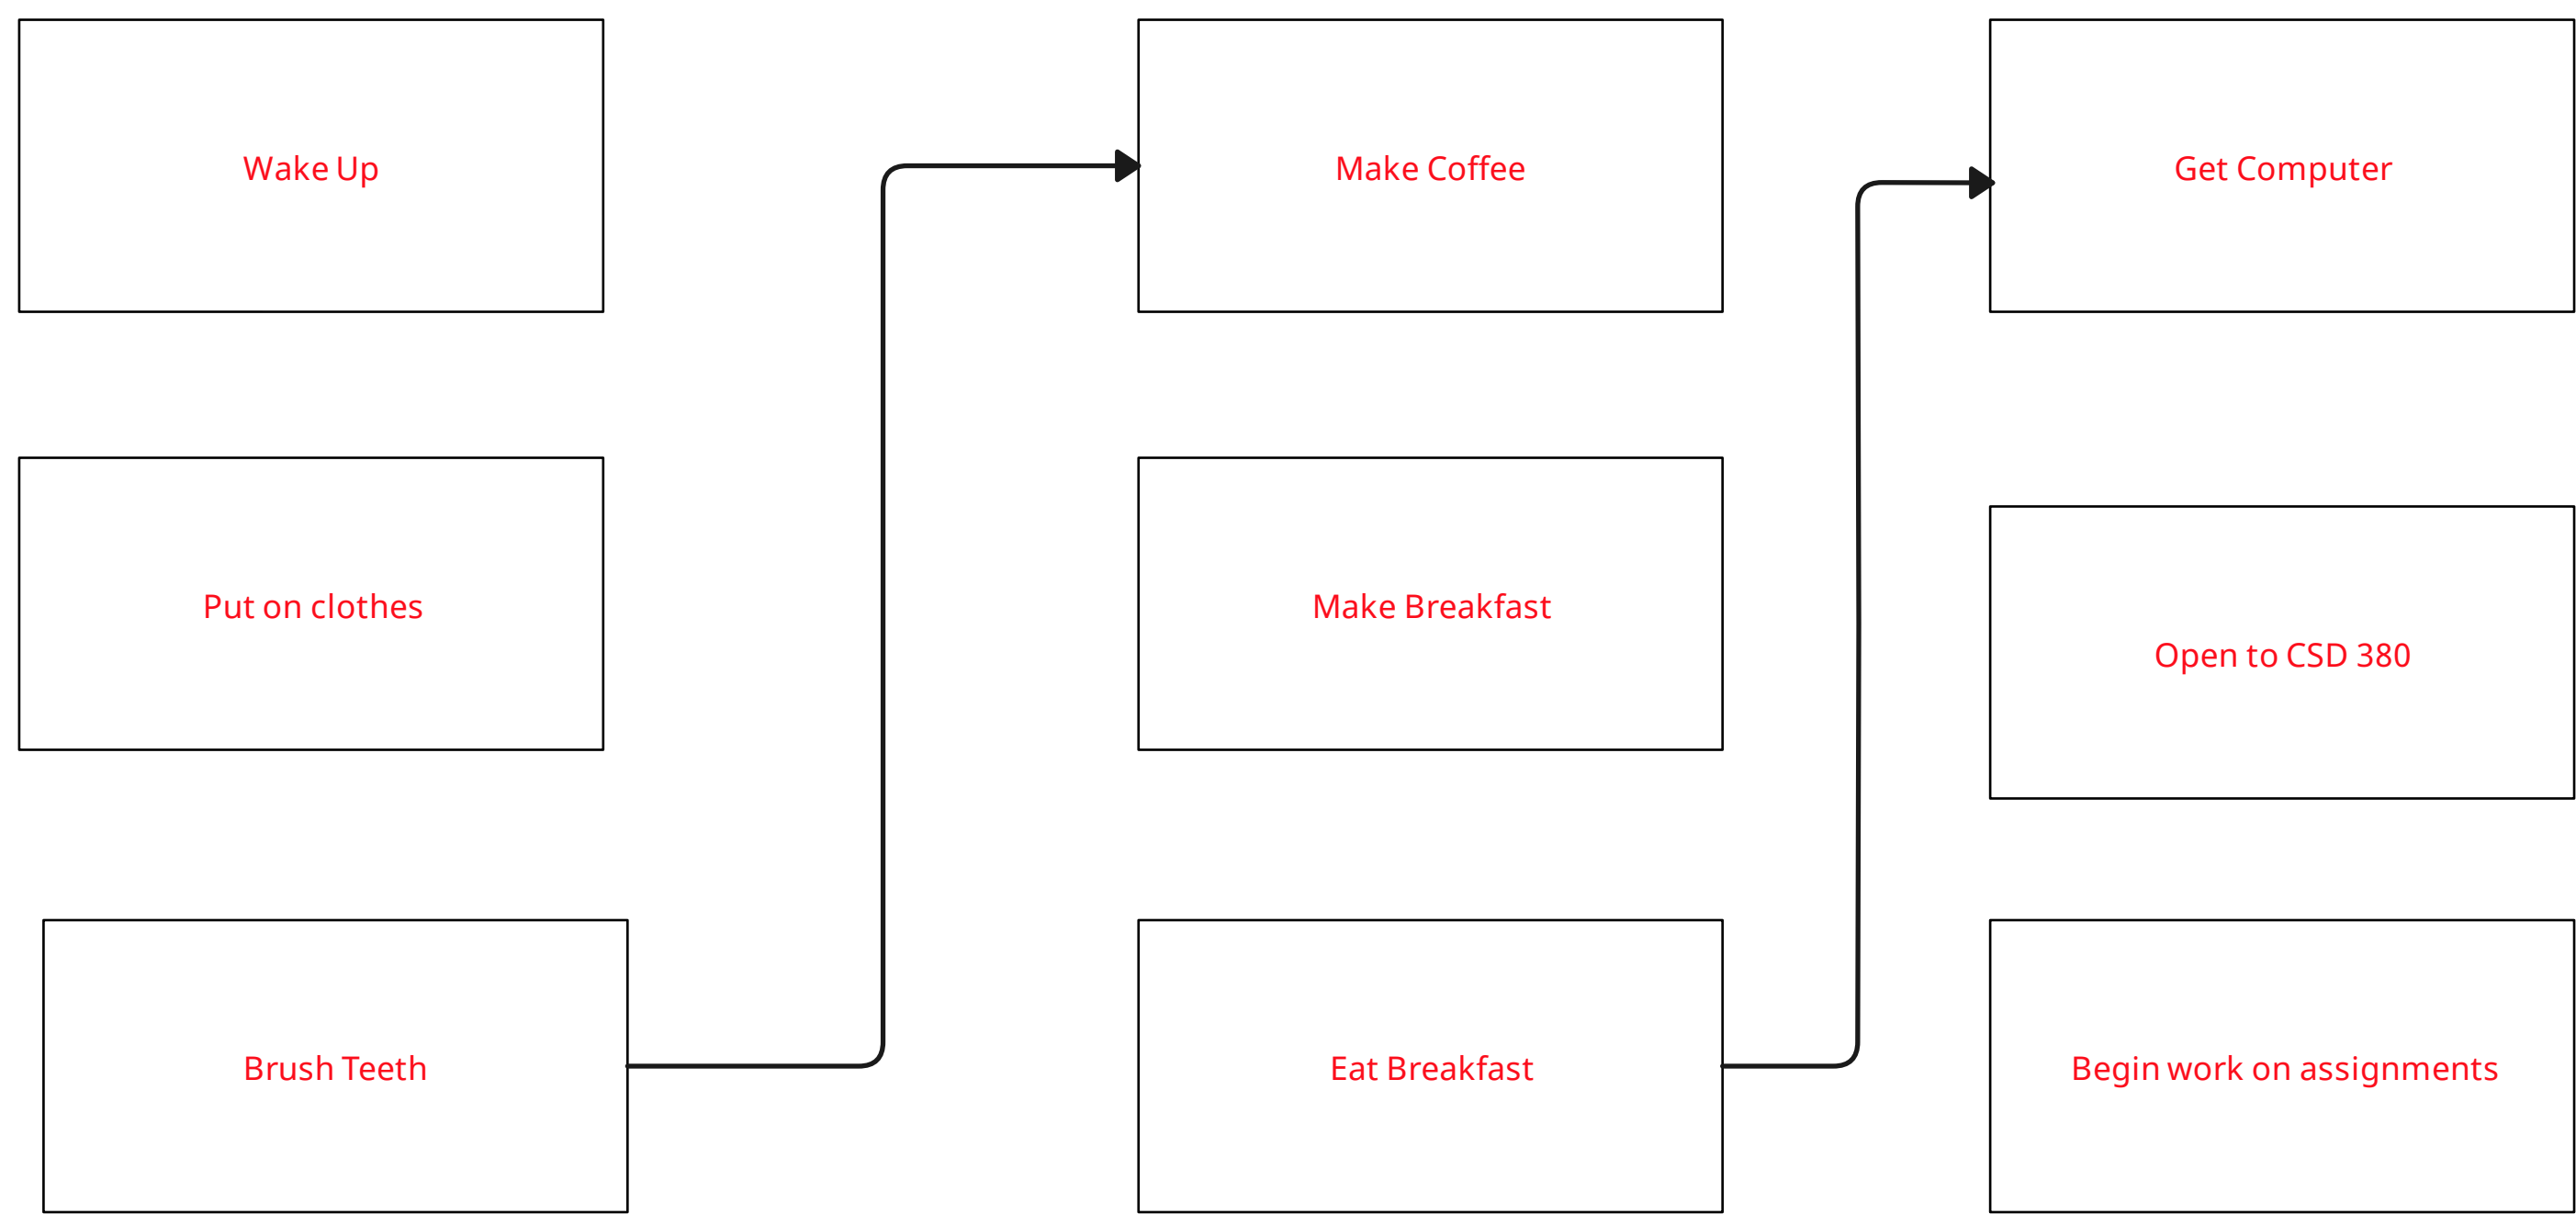 Wake Up
Put on clothes
Brush Teeth
Make Coffee
Make Breakfast
Eat Breakfast
Get Computer
Open to CSD 380
Begin work on assignments